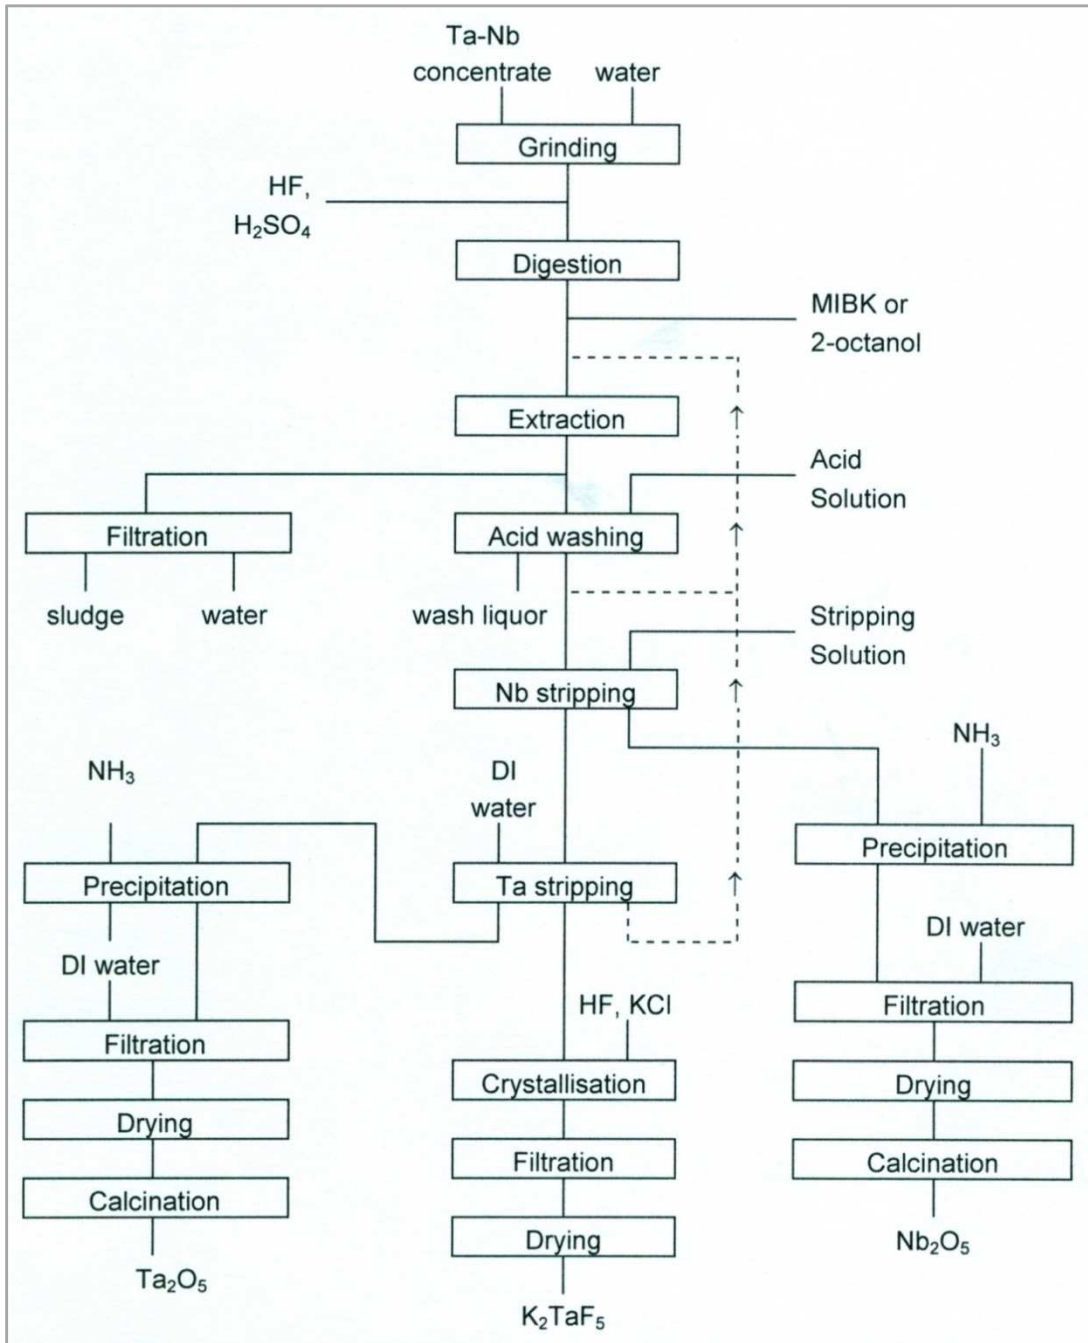 Ta-Nb
concentrate
water
Grinding
HF,
H₂SO₄
Digestion
MIBK or
2-octanol
Extraction
Acid
Solution
Filtration
Acid washing
sludge
water
wash liquor
Stripping
Solution
Nb stripping
NH₃
DI
water
NH₃
Precipitation
Precipitation
Ta stripping
DI water
DI water
HF, KCl
Filtration
Filtration
Crystallisation
Drying
Drying
Filtration
Calcination
Calcination
Drying
Ta₂O₅
Nb₂O₅
K₂TaF₅